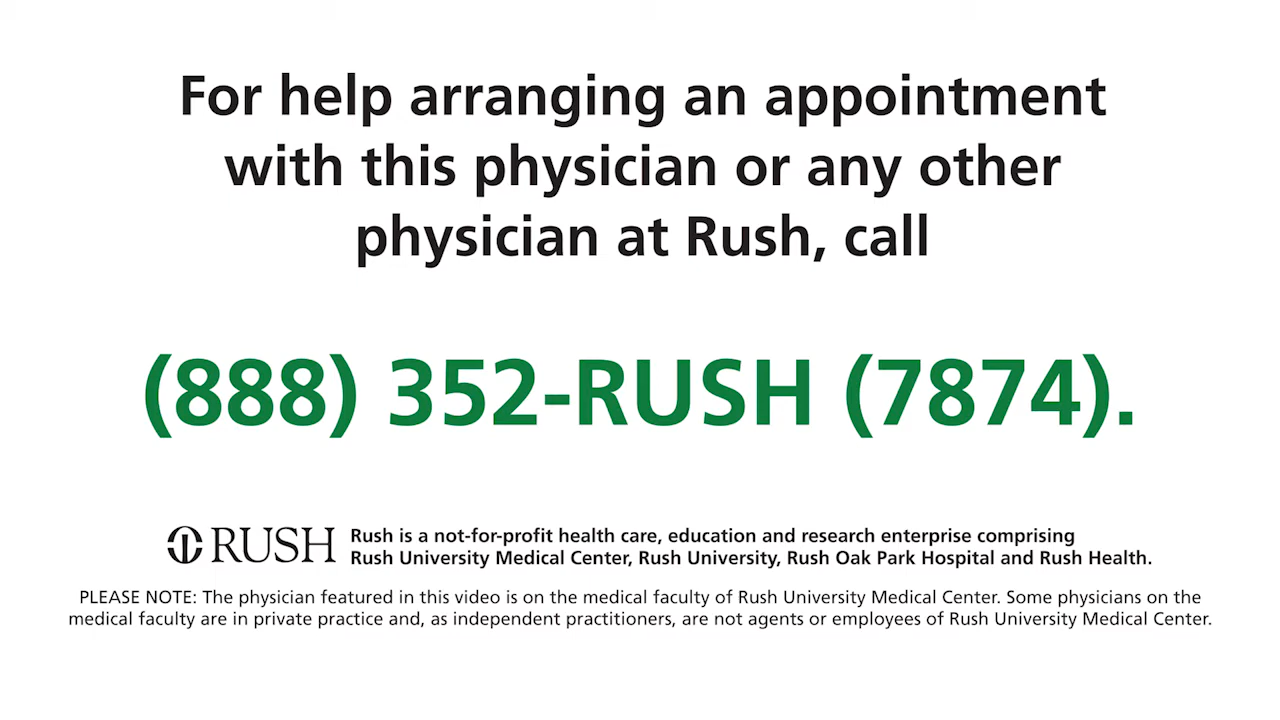 For help arranging an appointment
with this physician or any other
physician at Rush, call
(888) 352-RUSH (7874).
RUSH
Rush is a not-for-profit health care, education and research enterprise comprising
Rush University Medical Center, Rush University, Rush Oak Park Hospital and Rush Health.
PLEASE NOTE: The physician featured in this video is on the medical faculty of Rush University Medical Center. Some physicians on the
medical faculty are in private practice and, as independent practitioners, are not agents or employees of Rush University Medical Center.